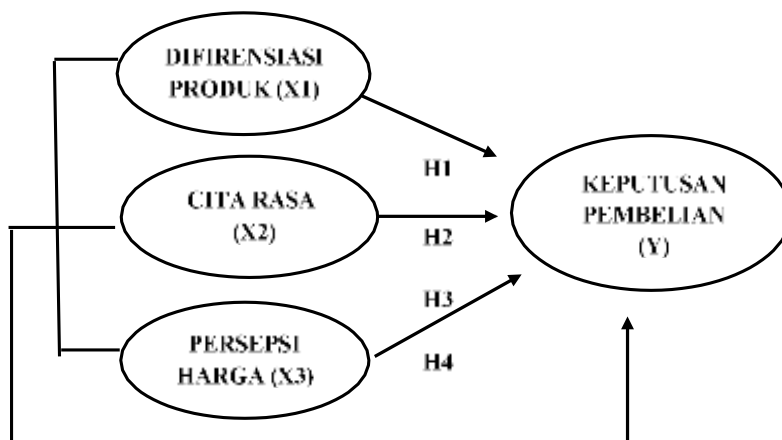 DIFIRENSIASI
PRODUK (X1)
H1
CITA RASA
(X2)
H2
KEPUTUSAN
PEMBELIAN
(Y)
H3
PERSEPSI
HARGA (X3)
H4